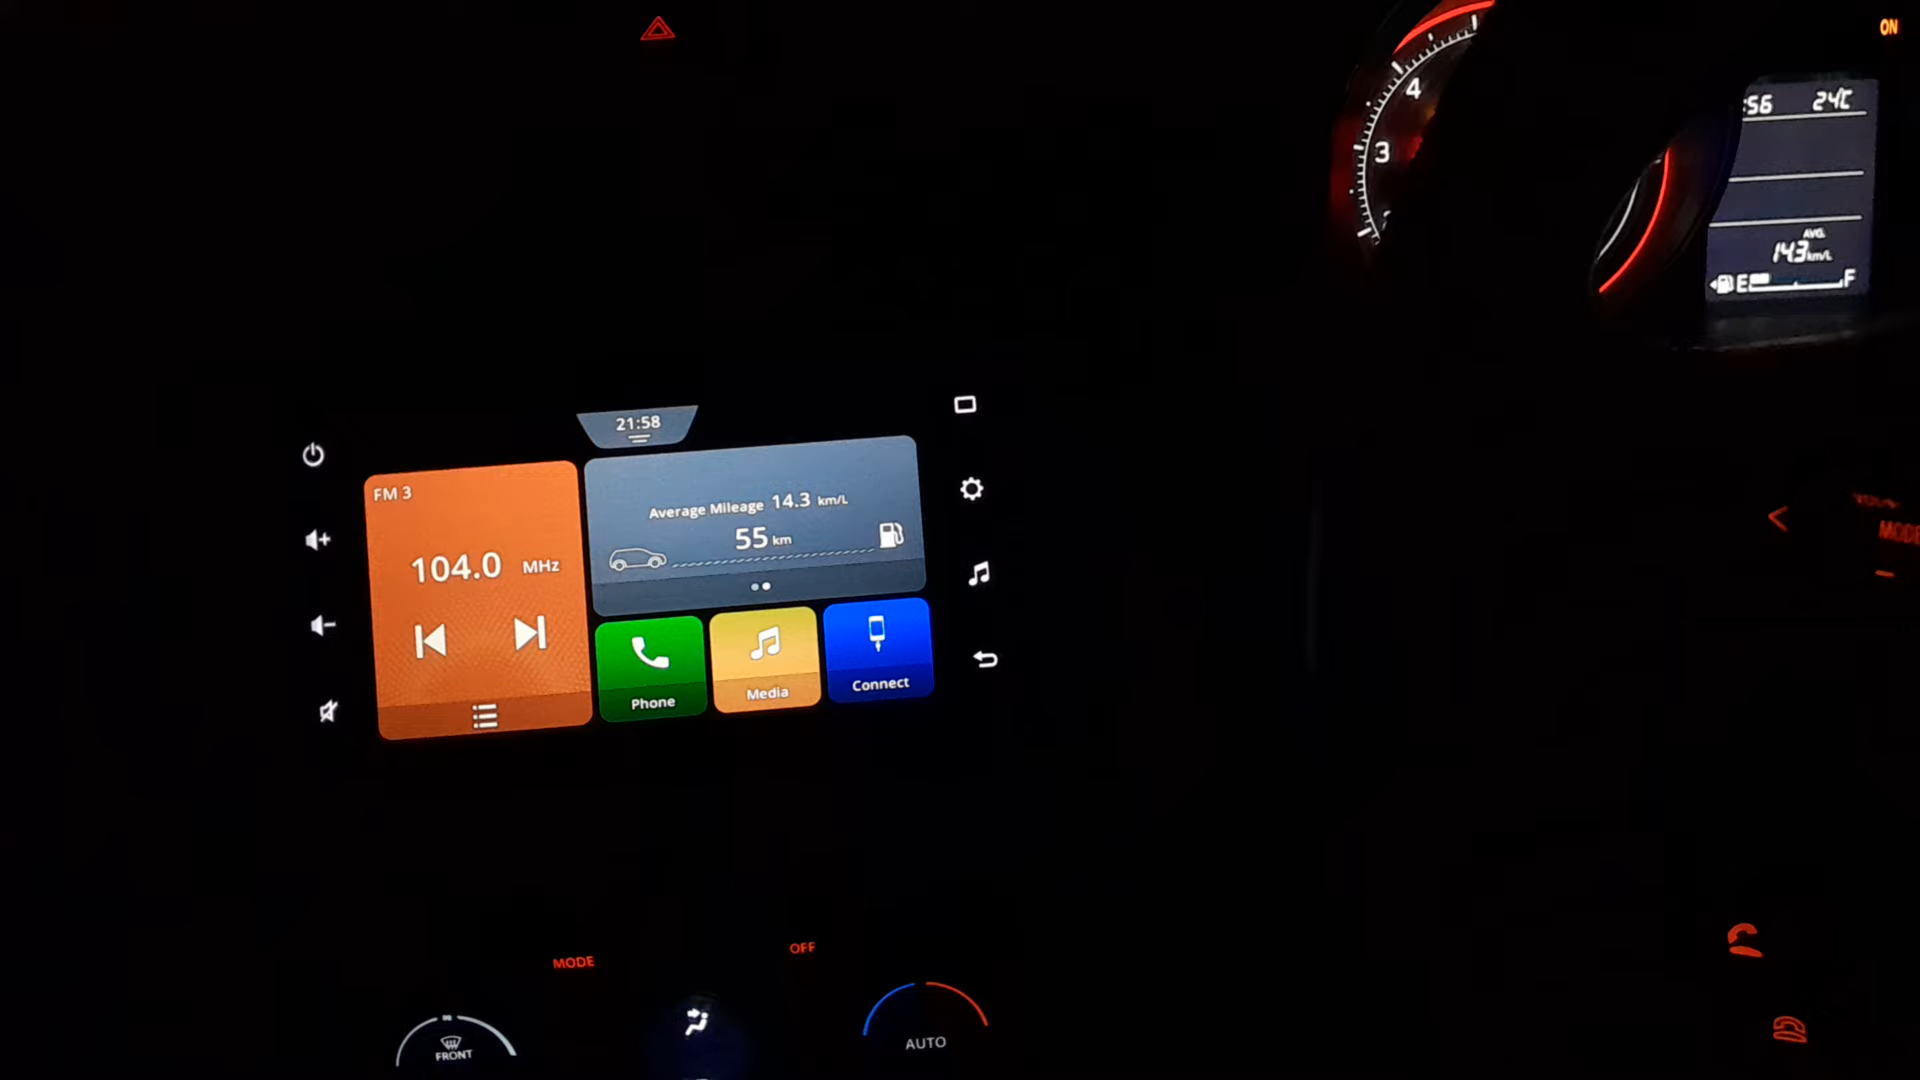 ON
4
3
:56 24°C
AVG.
14.3 km/L
E F
21:58
FM 3
104.0 MHz
Average Mileage 14.3 km/L
55 km
Phone
Media
Connect
MODE
MODE
OFF
FRONT
AUTO